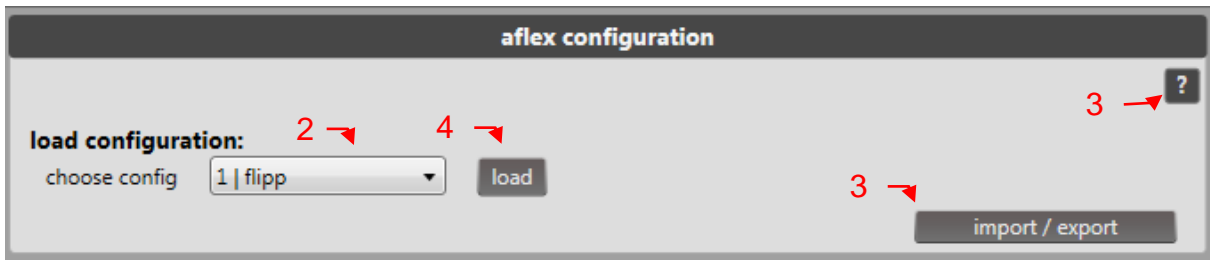 aflex configuration
?
3
load configuration:
2
4
choose config
1 | flipp
load
3
import / export